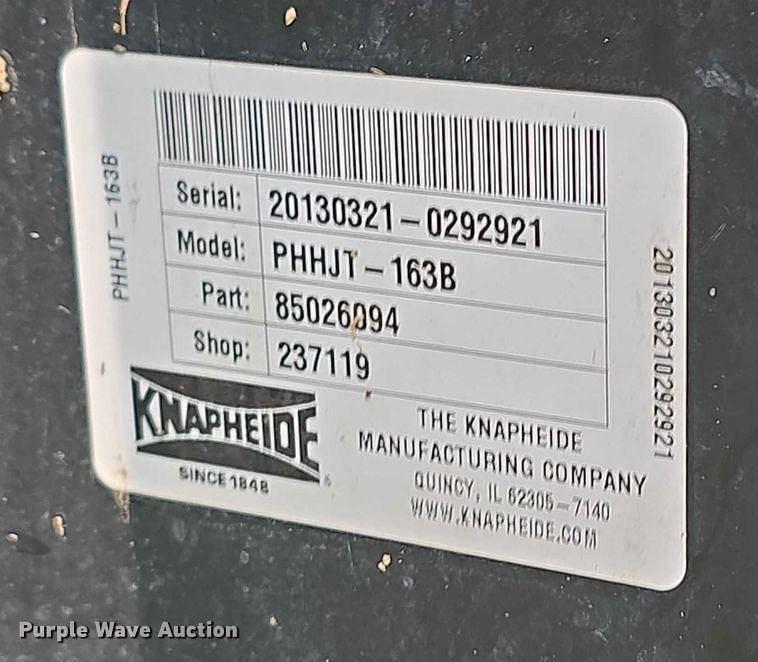 PHHJT-163B
Serial: 20130321-0292921
Model: PHHJT-163B
Part: 85026094
Shop: 237119
201303210292921
KNAPHEIDE
SINCE 1848
THE KNAPHEIDE
MANUFACTURING COMPANY
QUINCY, IL 62305-7140
WWW.KNAPHEIDE.COM
Purple Wave Auction